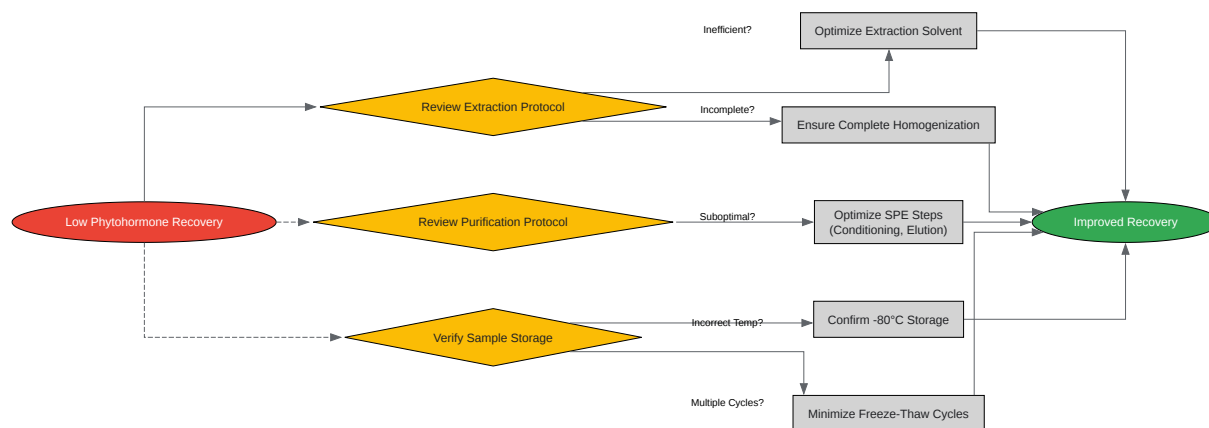 Inefficient?
Optimize Extraction Solvent
Review Extraction Protocol
Incomplete?
Ensure Complete Homogenization
Low Phytohormone Recovery
Review Purification Protocol
Suboptimal?
Optimize SPE Steps
(Conditioning, Elution)
Improved Recovery
Verify Sample Storage
Incorrect Temp?
Confirm -80°C Storage
Multiple Cycles?
Minimize Freeze-Thaw Cycles